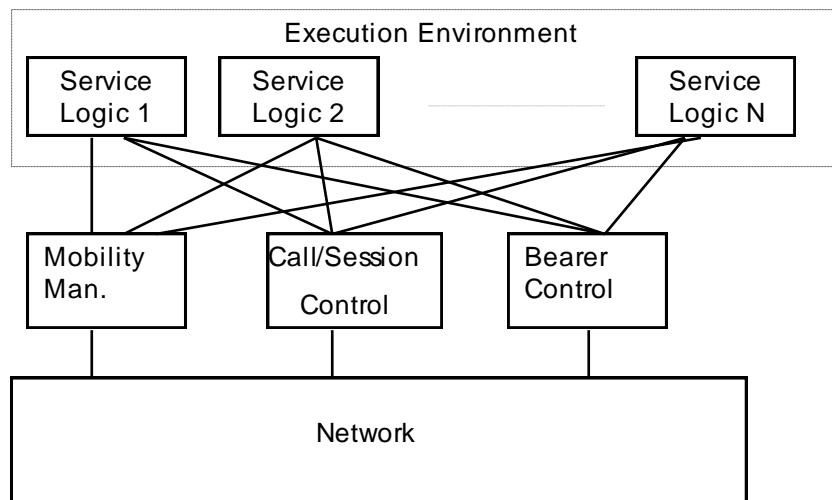 Execution Environment
Service
Logic 1
Service
Logic 2
Service
Logic N
Mobility
Man.
Call/Session
Control
Bearer
Control
Network